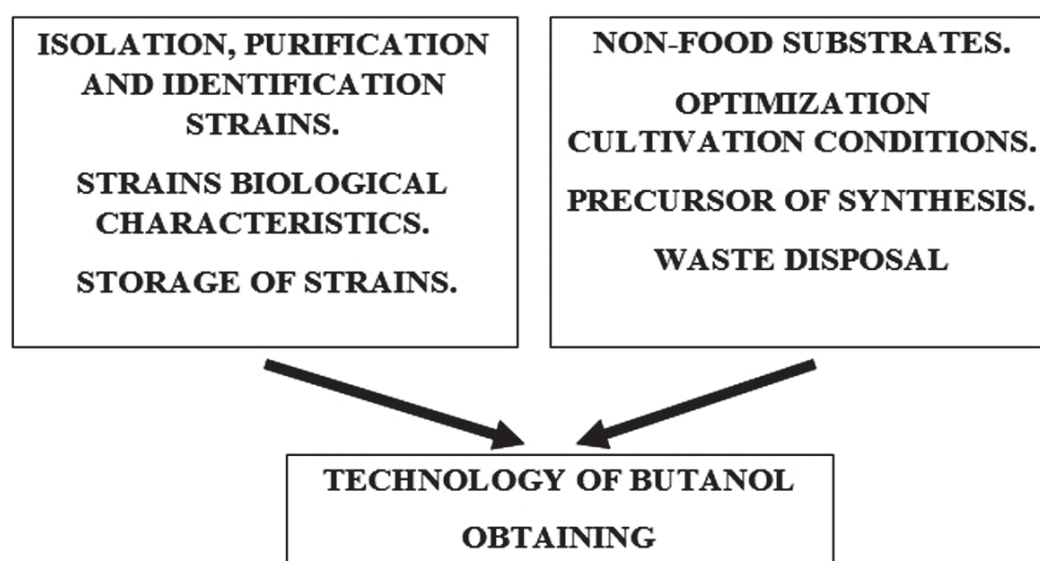 ISOLATION, PURIFICATION
AND IDENTIFICATION
STRAINS.
STRAINS BIOLOGICAL
CHARACTERISTICS.
STORAGE OF STRAINS.
NON-FOOD SUBSTRATES.
OPTIMIZATION
CULTIVATION CONDITIONS.
PRECURSOR OF SYNTHESIS.
WASTE DISPOSAL
TECHNOLOGY OF BUTANOL
OBTAINING